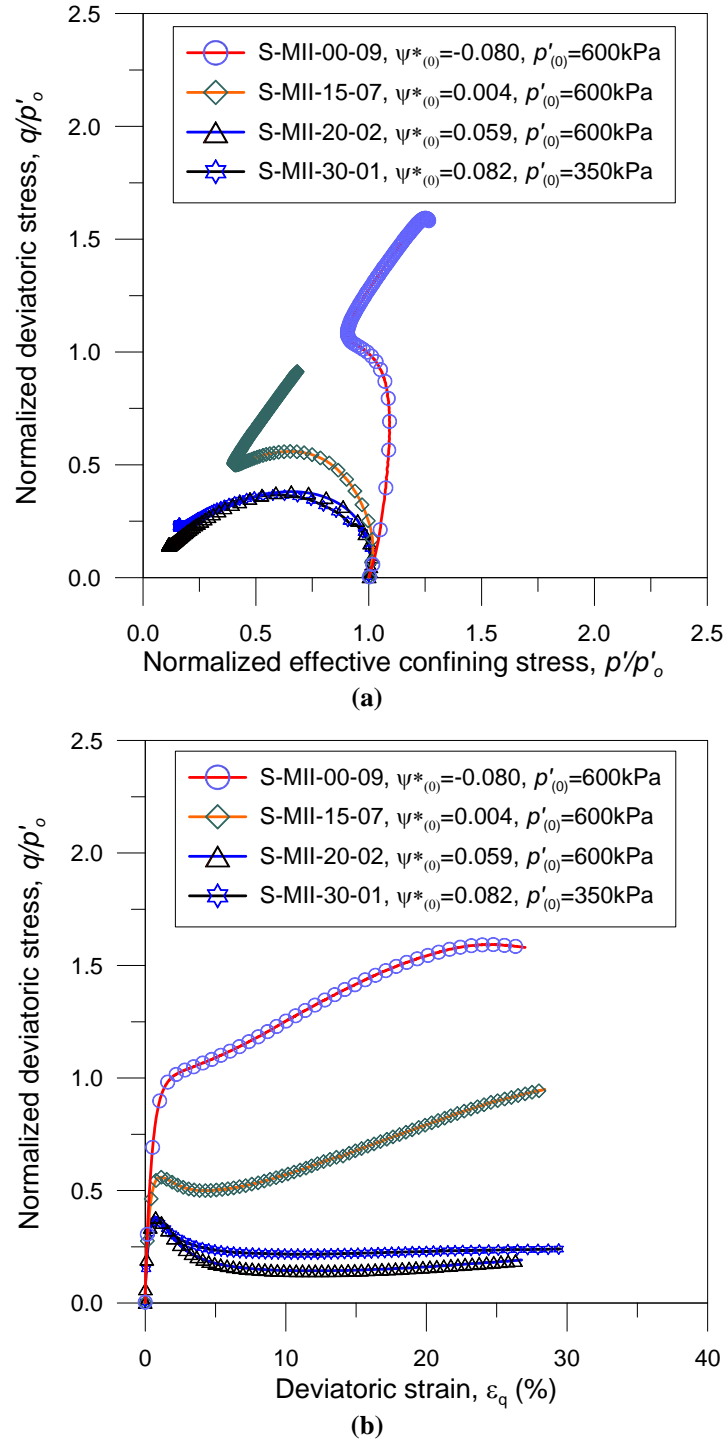 2.5
S-MII-00-09, ψ*(0)=-0.080, p′(0)=600kPa
S-MII-15-07, ψ*(0)=0.004, p′(0)=600kPa
2.0
S-MII-20-02, ψ*(0)=0.059, p′(0)=600kPa
S-MII-30-01, ψ*(0)=0.082, p′(0)=350kPa
1.5
Normalized deviatoric stress, q/p′o
1.0
0.5
0.0
0.0 0.5 1.0 1.5 2.0 2.5
Normalized effective confining stress, p′/p′o
(a)
2.5
S-MII-00-09, ψ*(0)=-0.080, p′(0)=600kPa
S-MII-15-07, ψ*(0)=0.004, p′(0)=600kPa
2.0
S-MII-20-02, ψ*(0)=0.059, p′(0)=600kPa
S-MII-30-01, ψ*(0)=0.082, p′(0)=350kPa
1.5
Normalized deviatoric stress, q/p′o
1.0
0.5
0.0
0 10 20 30 40
Deviatoric strain, εq (%)
(b)